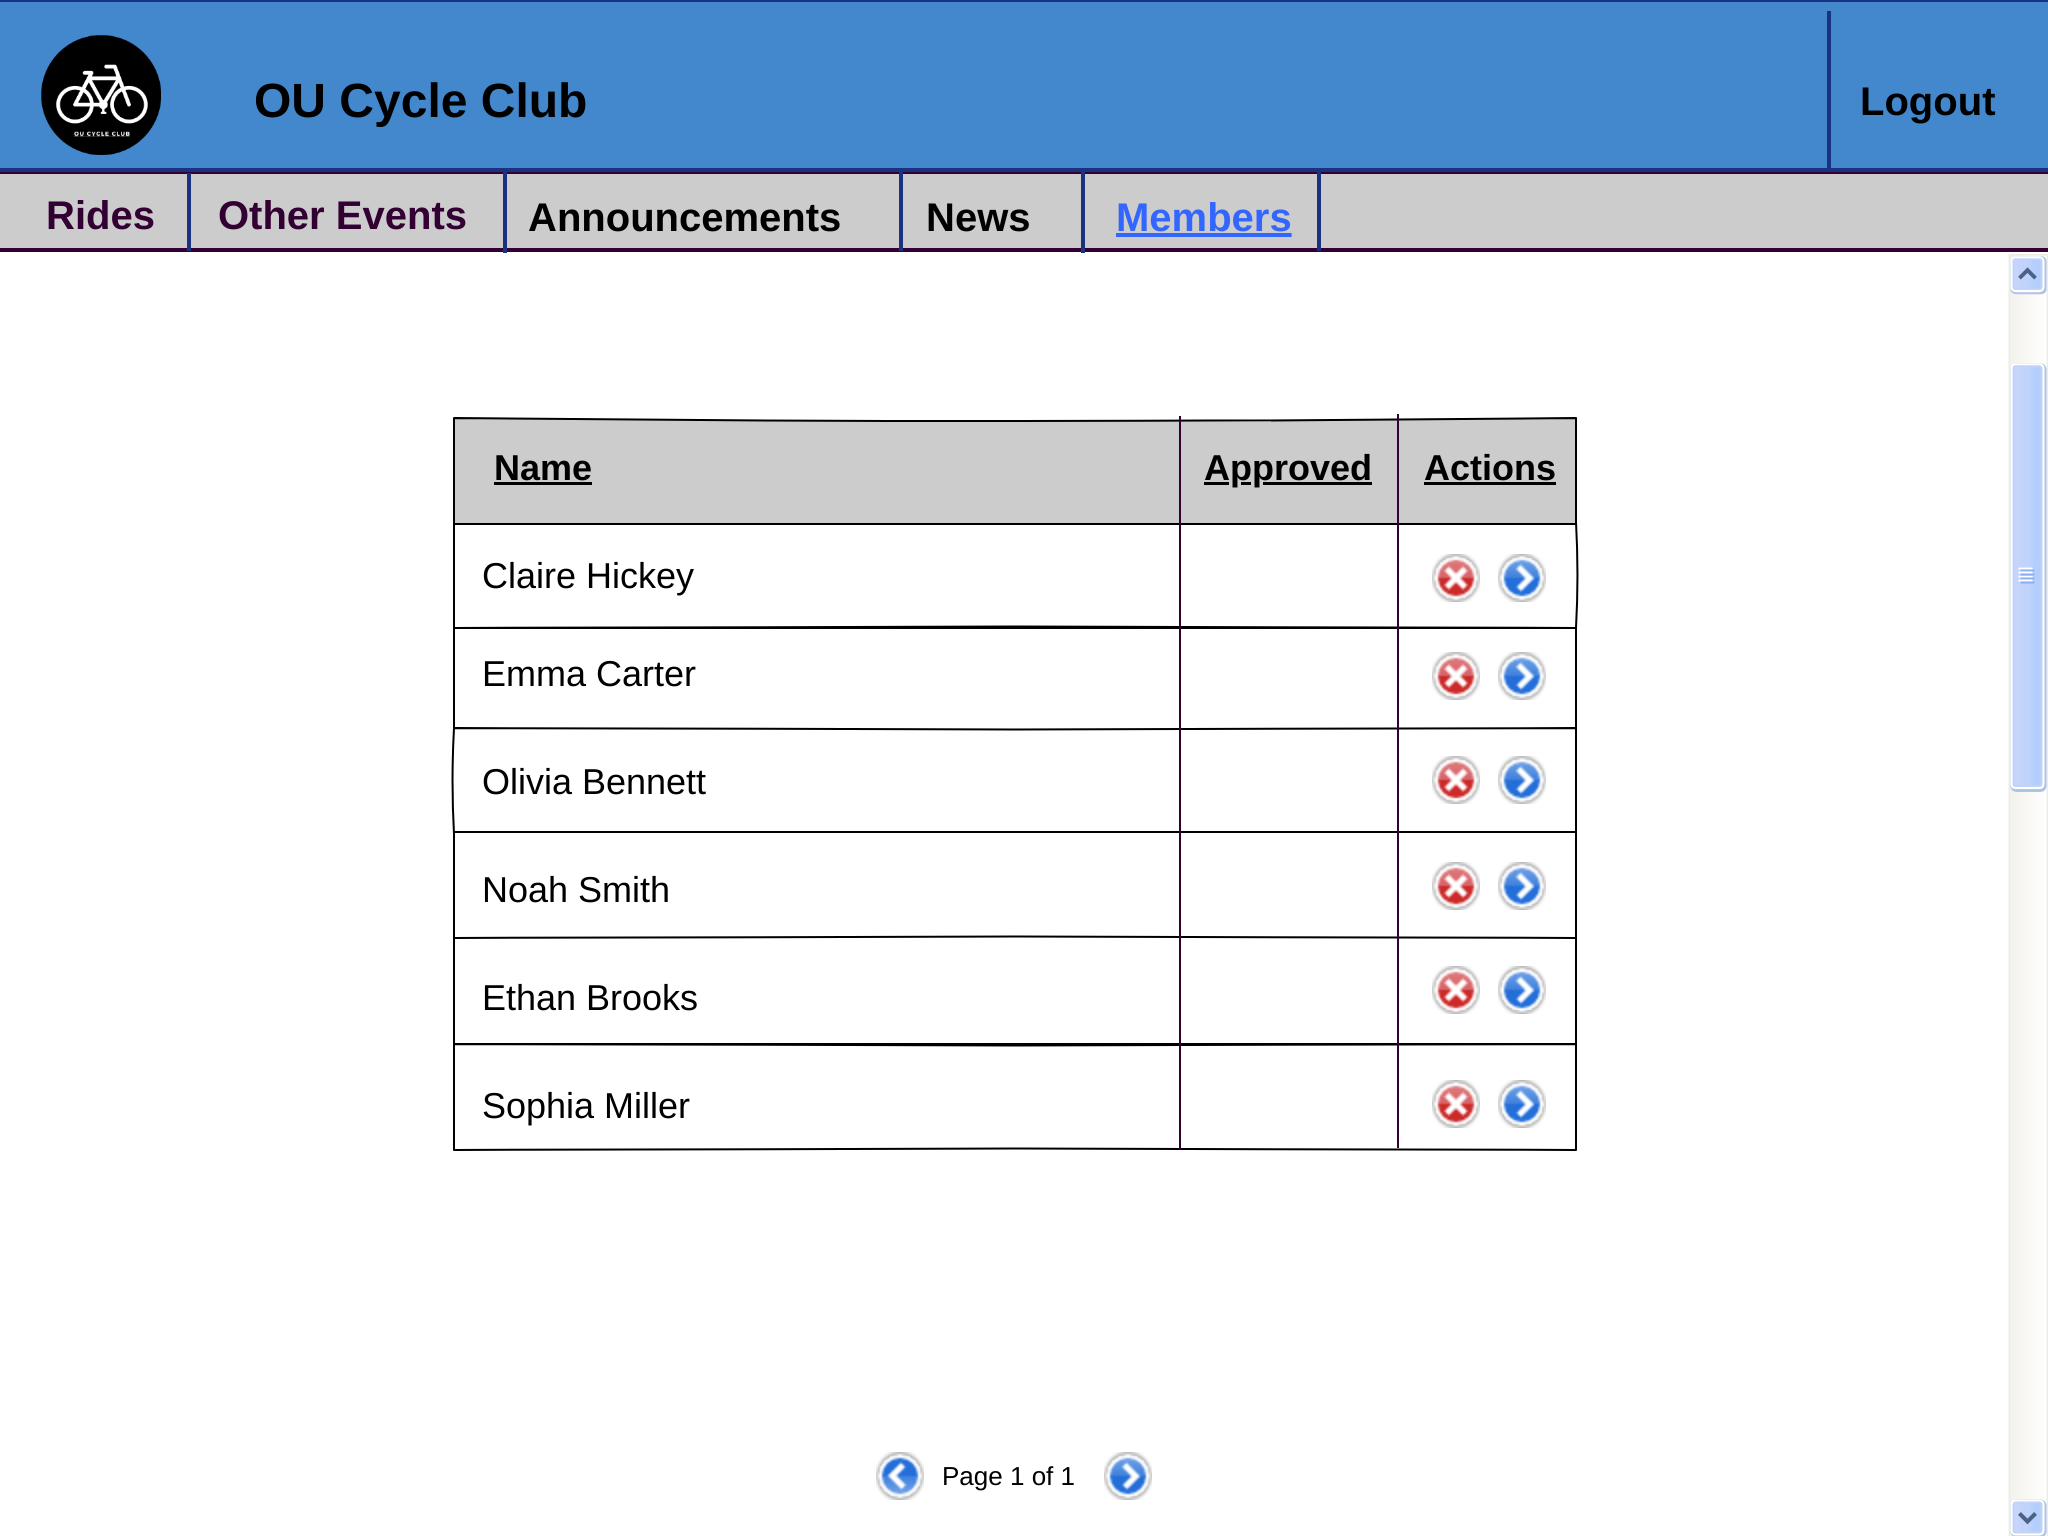 OU CYCLE CLUB
OU Cycle Club
Logout
Rides
Other Events
Announcements
News
Members
Name
Approved
Actions
Claire Hickey
Emma Carter
Olivia Bennett
Noah Smith
Ethan Brooks
Sophia Miller
Page 1 of 1